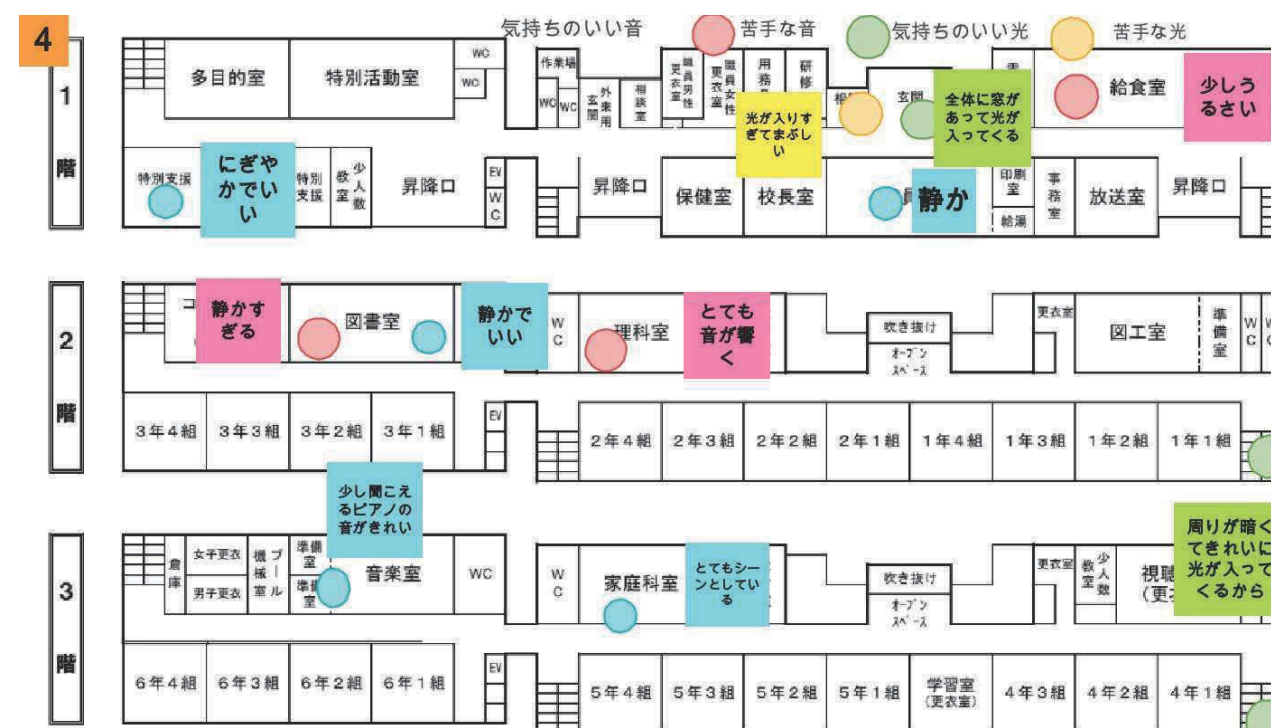 4
気持ちのいい音
苦手な音
気持ちのいい光
苦手な光
1
階
多目的室
特別活動室
WC
WC
作業場
WC
WC
外来用
玄関
相談室
職員男性
更衣室
職員女性
更衣室
用務員
研修
玄関
給食室
少しう
るさい
光が入りす
ぎてまぶし
い
全体に窓が
あって光が
入ってくる
特別支援
にぎや
かでい
い
特別
支援
少人数
教室
昇降口
EV
WC
昇降口
保健室
校長室
静か
印刷
室
給湯
事務室
放送室
昇降口
2
階
静かす
ぎる
図書室
静かで
いい
WC
理科室
とても
音が響
く
吹き抜け
オープン
スペース
更衣室
図工室
準備室
WC
3年4組
3年3組
3年2組
3年1組
EV
2年4組
2年3組
2年2組
2年1組
1年4組
1年3組
1年2組
1年1組
少し聞こえ
るピアノの
音がきれい
3
階
倉庫
女子更衣
男子更衣
プール
機械室
準備
室
準備
室
音楽室
WC
WC
家庭科室
とてもシー
ンとしてい
る
吹き抜け
オープン
スペース
更衣室
少人数
教室
視聴
(更
周りが暗く
てきれいに
光が入って
くるから
6年4組
6年3組
6年2組
6年1組
EV
5年4組
5年3組
5年2組
5年1組
学習室
(更衣室)
4年3組
4年2組
4年1組